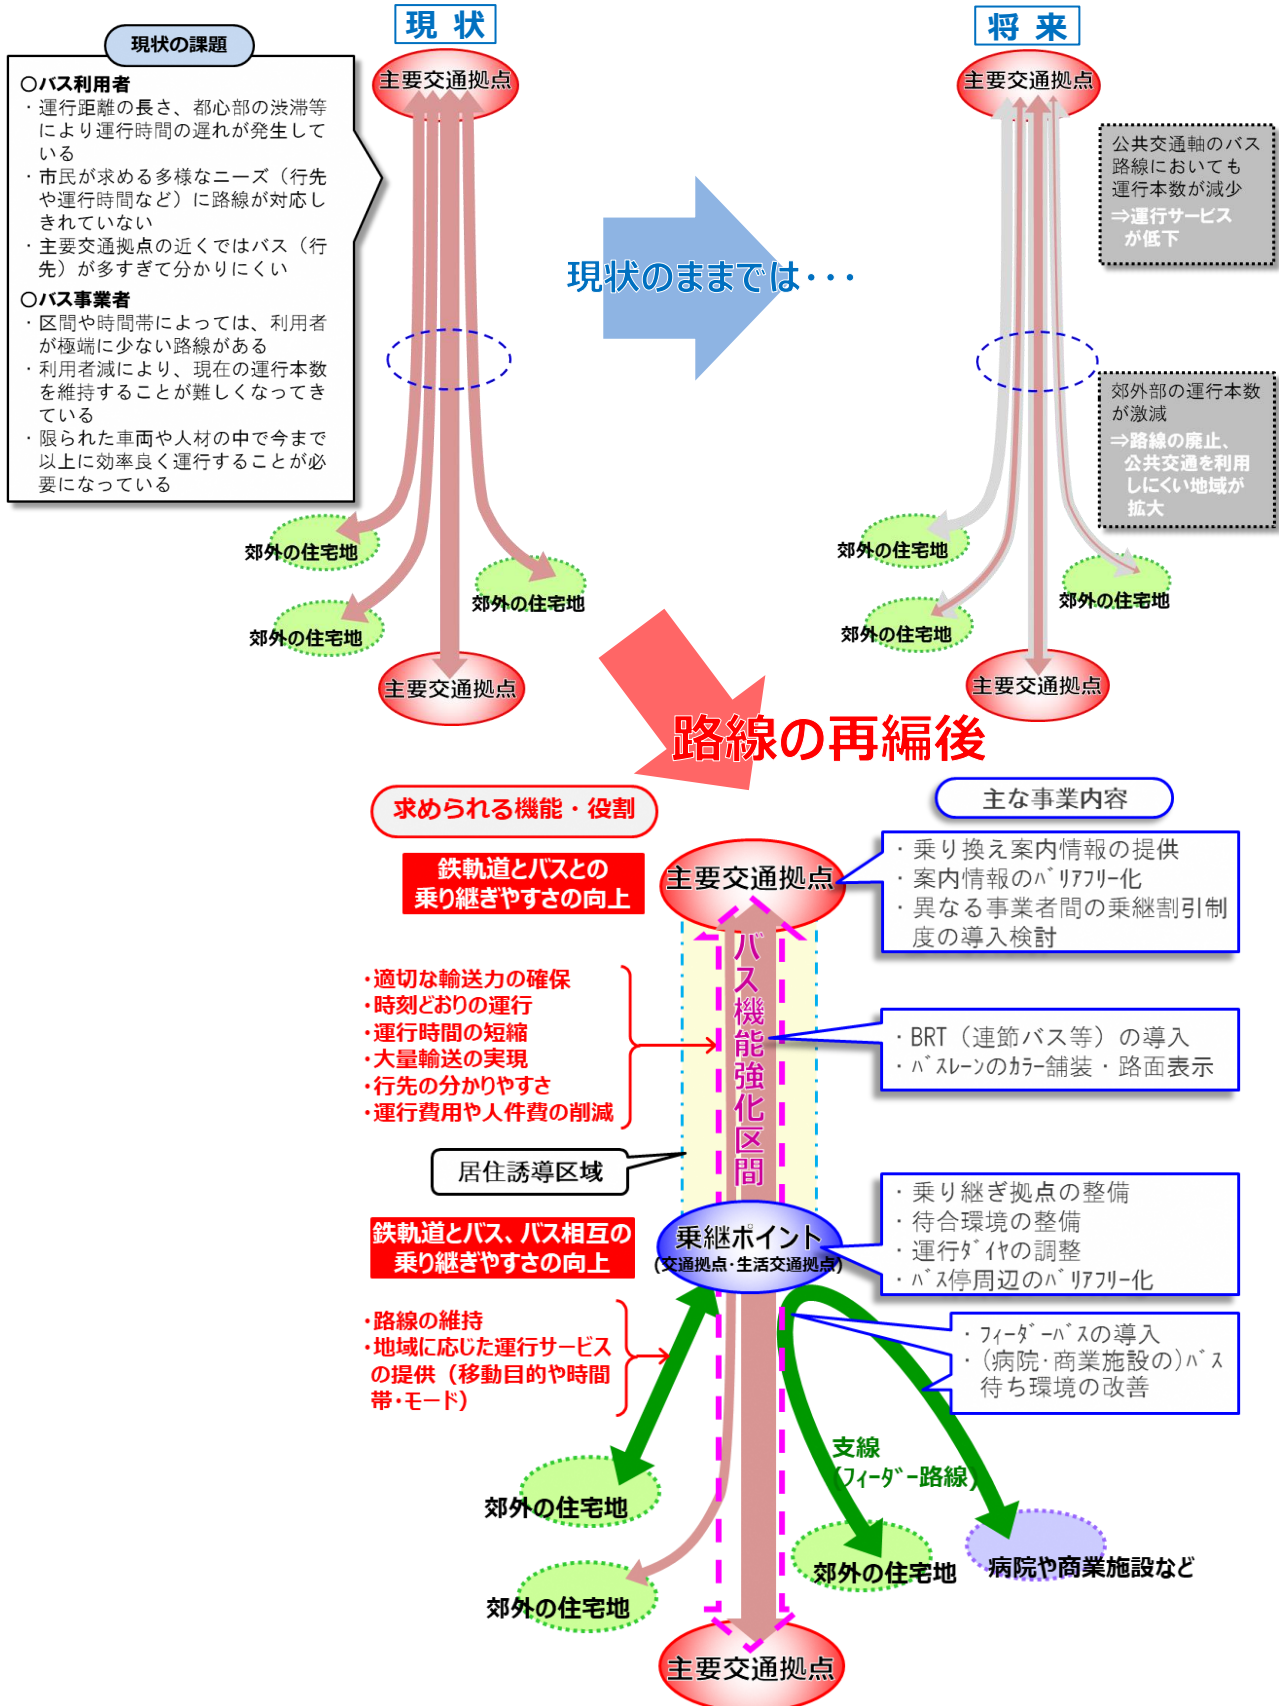 現 状
将 来
現状の課題
〇バス利用者
・運行距離の長さ、都心部の渋滞等
により運行時間の遅れが発生して
いる
・市民が求める多様なニーズ（行先
や運行時間など）に路線が対応し
きれていない
・主要交通拠点の近くではバス（行
先）が多すぎて分かりにくい
〇バス事業者
・区間や時間帯によっては、利用者
が極端に少ない路線がある
・利用者減により、現在の運行本数
を維持することが難しくなってき
ている
・限られた車両や人材の中で今まで
以上に効率良く運行することが必
要になっている
主要交通拠点
郊外の住宅地
郊外の住宅地
郊外の住宅地
主要交通拠点
現状のままでは・・・
主要交通拠点
公共交通軸のバス
路線においても
運行本数が減少
⇒運行サービス
が低下
郊外部の運行本数
が激減
⇒路線の廃止、
公共交通を利用
しにくい地域が
拡大
郊外の住宅地
郊外の住宅地
郊外の住宅地
主要交通拠点
路線の再編後
求められる機能・役割
主な事業内容
鉄軌道とバスとの
乗り継ぎやすさの向上
主要交通拠点
・乗り換え案内情報の提供
・案内情報のﾊﾞﾘｱﾌﾘｰ化
・異なる事業者間の乗継割引制
度の導入検討
・適切な輸送力の確保
・時刻どおりの運行
・運行時間の短縮
・大量輸送の実現
・行先の分かりやすさ
・運行費用や人件費の削減
バス機能強化区間
・BRT（連節バス等）の導入
・ﾊﾞｽﾚｰﾝのｶﾗｰ舗装・路面表示
居住誘導区域
鉄軌道とバス、バス相互の
乗り継ぎやすさの向上
乗継ポイント
(交通拠点・生活交通拠点)
・乗り継ぎ拠点の整備
・待合環境の整備
・運行ﾀﾞｲﾔの調整
・ﾊﾞｽ停周辺のﾊﾞﾘｱﾌﾘｰ化
・路線の維持
・地域に応じた運行サービス
の提供（移動目的や時間
帯・モード）
・ﾌｨｰﾀﾞｰﾊﾞｽの導入
・(病院・商業施設の)ﾊﾞｽ
待ち環境の改善
支線
(ﾌｨｰﾀﾞｰ路線)
郊外の住宅地
郊外の住宅地
郊外の住宅地
病院や商業施設など
主要交通拠点